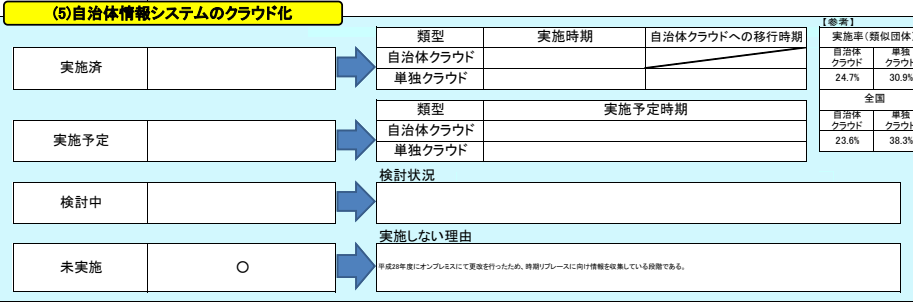 (5)自治体情報システムのクラウド化
【参考】
類型 実施時期 自治体クラウドへの移行時期
自治体クラウド
単独クラウド
実施済
実施率(類似団体)
自治体クラウド 単独クラウド
24.7% 30.9%
全国
自治体クラウド 単独クラウド
23.6% 38.3%
類型 実施予定時期
自治体クラウド
単独クラウド
実施予定
検討状況
検討中
実施しない理由
未実施 ○
平成28年度にオンプレミスにて更改を行ったため、時期リプレースに向け情報を収集している段階である。